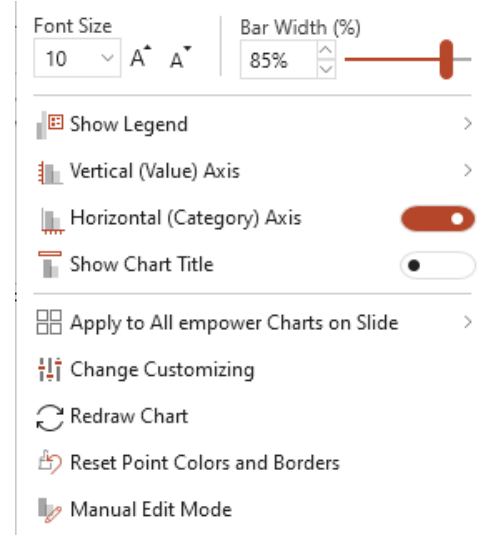 Font Size
Bar Width (%)
10
A
A
85%
Show Legend
Vertical (Value) Axis
Horizontal (Category) Axis
Show Chart Title
Apply to All empower Charts on Slide
Change Customizing
Redraw Chart
Reset Point Colors and Borders
Manual Edit Mode